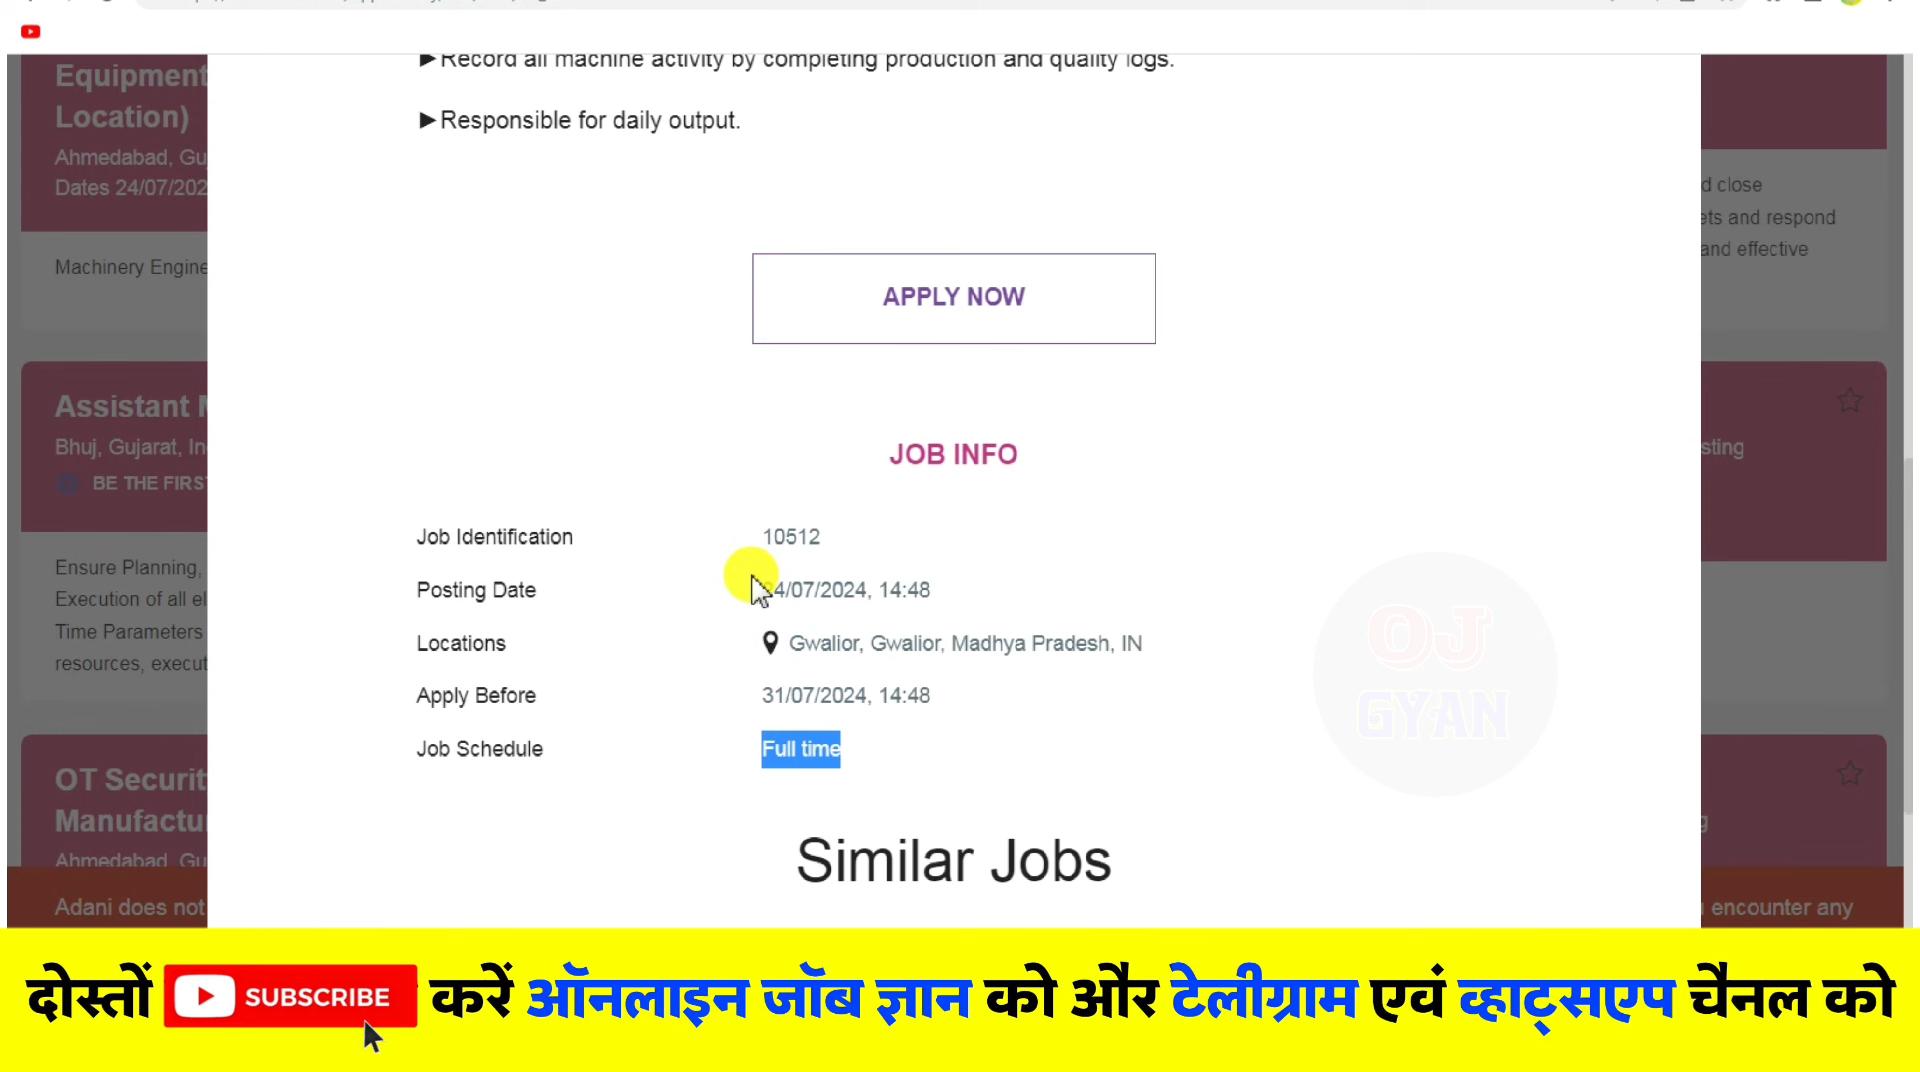 ►Record all machine activity by completing production and quality logs.
►Responsible for daily output.
APPLY NOW
JOB INFO
Job Identification 10512
Posting Date 24/07/2024, 14:48
Locations Gwalior, Gwalior, Madhya Pradesh, IN
Apply Before 31/07/2024, 14:48
Job Schedule Full time
Similar Jobs
Equipment
Location)
Ahmedabad, Gu
Dates 24/07/202
Machinery Engine
Assistant M
Bhuj, Gujarat, In
BE THE FIRS
Ensure Planning,
Execution of all el
Time Parameters
resources, execut
OT Securit
Manufactur
Ahmedabad, Gu
Adani does not
d close
ets and respond
and effective
sting
g
encounter any
OJ
GYAN
दोस्तों SUBSCRIBE करें ऑनलाइन जॉब ज्ञान को और टेलीग्राम एवं व्हाट्सएप चैनल को